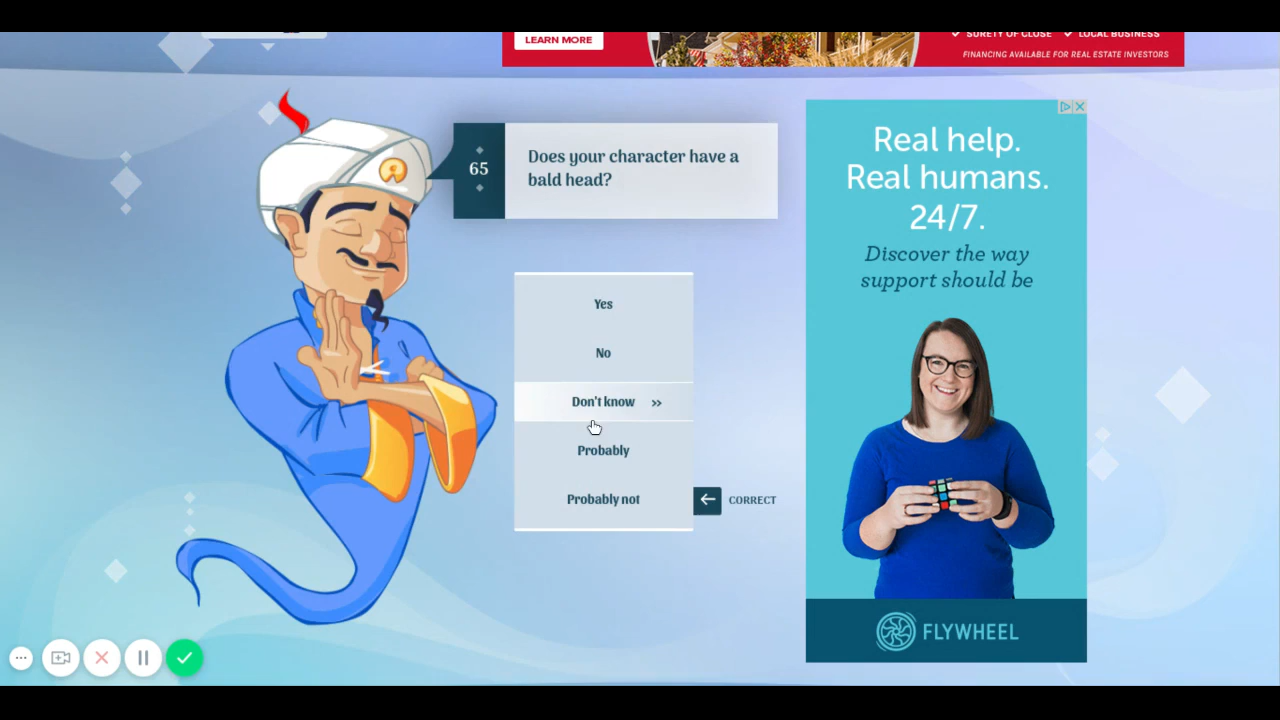 LEARN MORE
✓ SURETY OF CLOSE ✓ LOCAL BUSINESS
FINANCING AVAILABLE FOR REAL ESTATE INVESTORS
65
Does your character have a
bald head?
Yes
No
Don't know
Probably
Probably not
CORRECT
Real help.
Real humans.
24/7.
Discover the way
support should be
FLYWHEEL